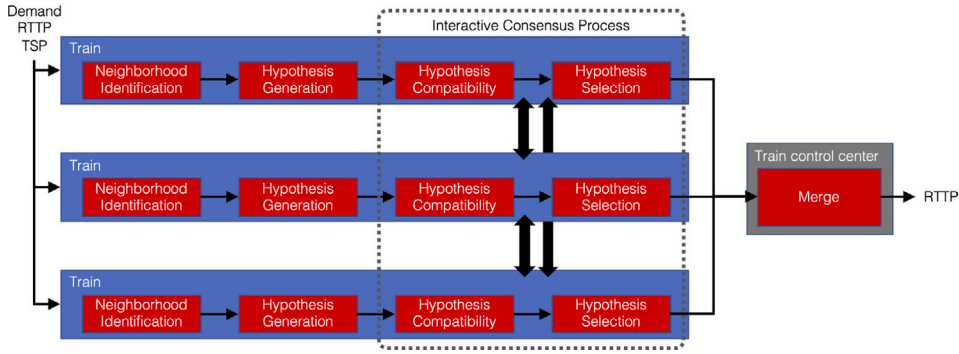 Demand
RTTP
TSP
Interactive Consensus Process
Train
Neighborhood
Identification
Hypothesis
Generation
Hypothesis
Compatibility
Hypothesis
Selection
Train
Neighborhood
Identification
Hypothesis
Generation
Hypothesis
Compatibility
Hypothesis
Selection
Train control center
Merge
RTTP
Train
Neighborhood
Identification
Hypothesis
Generation
Hypothesis
Compatibility
Hypothesis
Selection